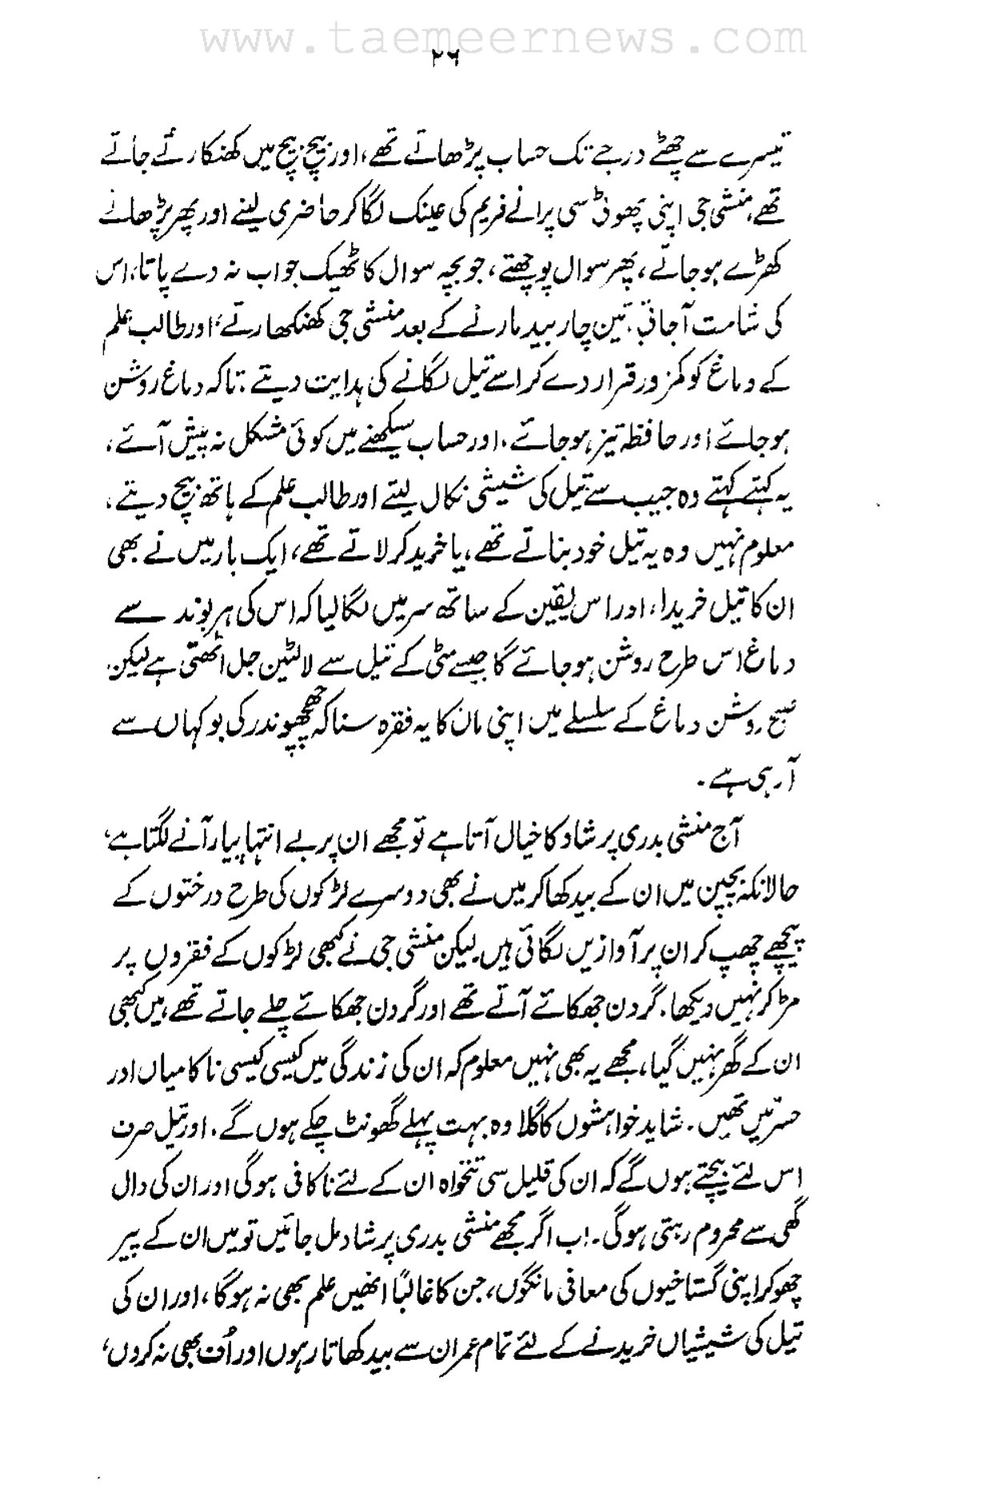 www.taemeernews.com
۲۶
تیسرے سے چھٹے درجے تک حساب پڑھاتے تھے، اور بیچ بیچ میں کھنکارتے جاتے
تھے، منشی جی اپنی پھوٹی سی پرانے فریم کی عینک لگا کر حاضری لیتے اور پھر پڑھانے
کھڑے ہو جاتے، پھر سوال پوچھتے، جو بچہ سوال کا ٹھیک جواب نہ دے پاتا، اس
کی شامت آجاتی، تین چار بید مارنے کے بعد منشی جی کھنکھارتے، اور طالب علم
کے دماغ کو کمزور قرار دے کر اسے تیل لگانے کی ہدایت دیتے، تاکہ دماغ روشن
ہو جائے اور حافظہ تیز ہو جائے، اور حساب سیکھنے میں کوئی مشکل نہ پیش آئے،
یہ کہتے کہتے وہ جیب سے تیل کی شیشی نکال لیتے اور طالب علم کے ہاتھ بیچ دیتے،
معلوم نہیں وہ یہ تیل خود بناتے تھے، یا خرید کر لاتے تھے، ایک بار میں نے بھی
ان کا تیل خریدا، اور اس یقین کے ساتھ سر میں لگا لیا کہ اس کی ہر بوند سے
دماغ اس طرح روشن ہو جائے گا جیسے مٹی کے تیل سے لالٹین جل اٹھتی ہے لیکن
صبح روشن دماغ کے سلسلے میں اپنی ماں کا یہ فقرہ سنا کہ چھچھوندر کی بو کہاں سے
آ رہی ہے۔
آج منشی بدری پرشاد کا خیال آتا ہے تو مجھے ان پر بے انتہا پیار آنے لگتا ہے،
حالانکہ بچپن میں ان کے بید کھا کر میں نے بھی دوسرے لڑکوں کی طرح درختوں کے
پیچھے چھپ کر ان پر آوازیں لگائی ہیں لیکن منشی جی نے کبھی لڑکوں کے فقروں پر
مڑ کر نہیں دیکھا۔ گردن جھکائے آتے تھے اور گردن جھکائے چلے جاتے تھے، میں کبھی
ان کے گھر نہیں گیا، مجھے یہ بھی نہیں معلوم کہ ان کی زندگی میں کیسی کیسی ناکامیاں اور
حسرتیں تھیں۔ شاید خواہشوں کا گلا وہ بہت پہلے گھونٹ چکے ہوں گے۔ اور تیل صرف
اس لئے بیچتے ہوں گے کہ ان کی قلیل سی تنخواہ ان کے لئے ناکافی ہوگی اور ان کی دال
گھی سے محروم رہتی ہوگی۔ اب اگر مجھے منشی بدری پرشاد مل جائیں تو میں ان کے پیر
چھو کر اپنی گستاخیوں کی معافی مانگوں، جن کا غالباً انھیں علم بھی نہ ہوگا، اور ان کی
تیل کی شیشیاں خریدنے کے لئے تمام عمر ان سے بید کھاتا رہوں اور اُف بھی نہ کروں،